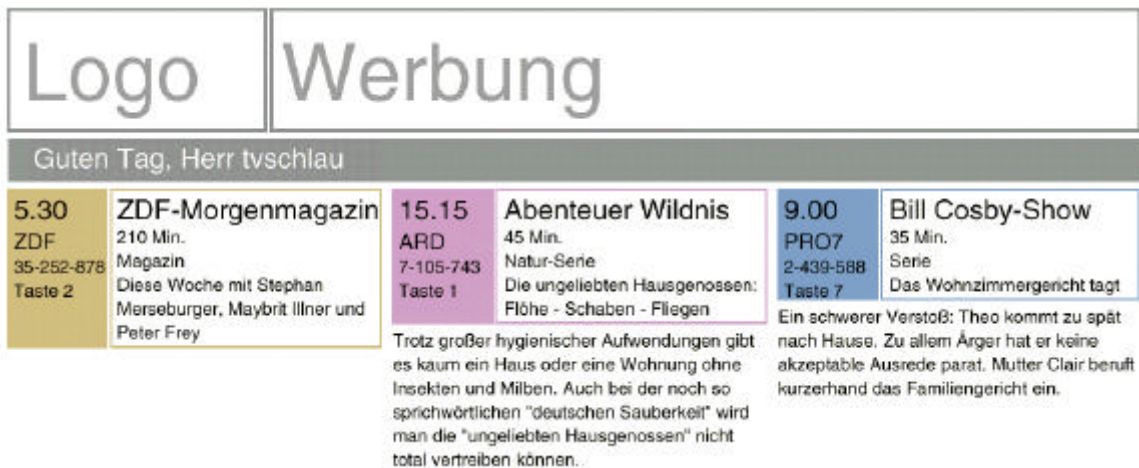 Logo
Werbung
Guten Tag, Herr tvschlau
5.30
ZDF
35-252-878
Taste 2
ZDF-Morgenmagazin
210 Min.
Magazin
Diese Woche mit Stephan
Merseburger, Maybrit Illner und
Peter Frey
15.15
ARD
7-105-743
Taste 1
Abenteuer Wildnis
45 Min.
Natur-Serie
Die ungeliebten Hausgenossen:
Flöhe - Schaben - Fliegen
Trotz großer hygienischer Aufwendungen gibt
es kaum ein Haus oder eine Wohnung ohne
Insekten und Milben. Auch bei der noch so
sprichwörtlichen "deutschen Sauberkeit" wird
man die "ungeliebten Hausgenossen" nicht
total vertreiben können.
9.00
PRO7
2-439-588
Taste 7
Bill Cosby-Show
35 Min.
Serie
Das Wohnzimmergericht tagt
Ein schwerer Verstoß: Theo kommt zu spät
nach Hause. Zu allem Ärger hat er keine
akzeptable Ausrede parat. Mutter Clair beruft
kurzerhand das Familiengericht ein.